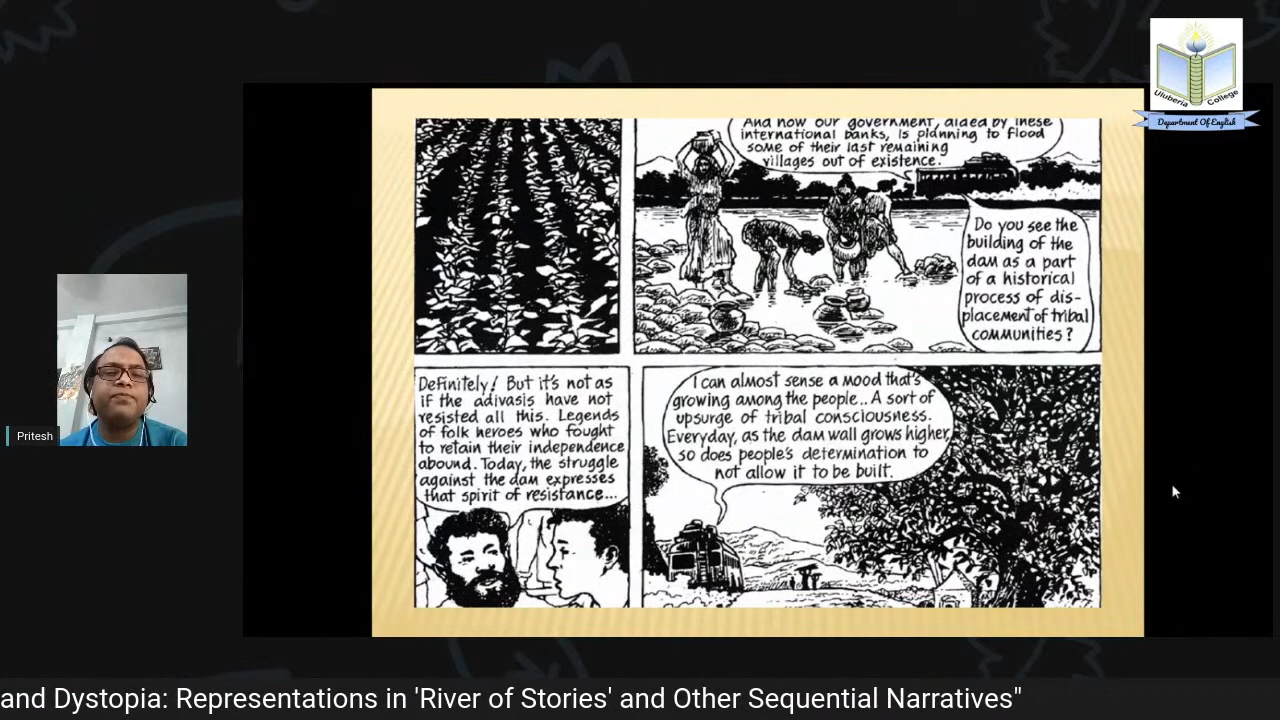 Uluberia College
Department Of English
And now our government, aided by these
international banks, is planning to flood
some of their last remaining
villages out of existence.
Do you see the
building of the
dam as a part
of a historical
process of dis-
placement of tribal
communities?
Definitely! But it's not as
if the adivasis have not
resisted all this. Legends
of folk heroes who fought
to retain their independence
abound. Today, the struggle
against the dam expresses
that spirit of resistance...
I can almost sense a mood that's
growing among the people.. A sort of
upsurge of tribal consciousness.
Everyday, as the dam wall grows higher,
so does people's determination to
not allow it to be built.
Pritesh
and Dystopia: Representations in 'River of Stories' and Other Sequential Narratives"